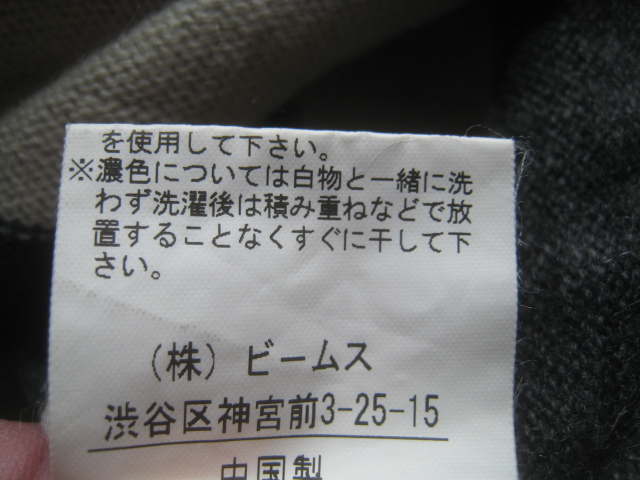 を使用して下さい。
※濃色については白物と一緒に洗
わず洗濯後は積み重ねなどで放
置することなくすぐに干して下
さい。
（株）ビームス
渋谷区神宮前3-25-15
中国製